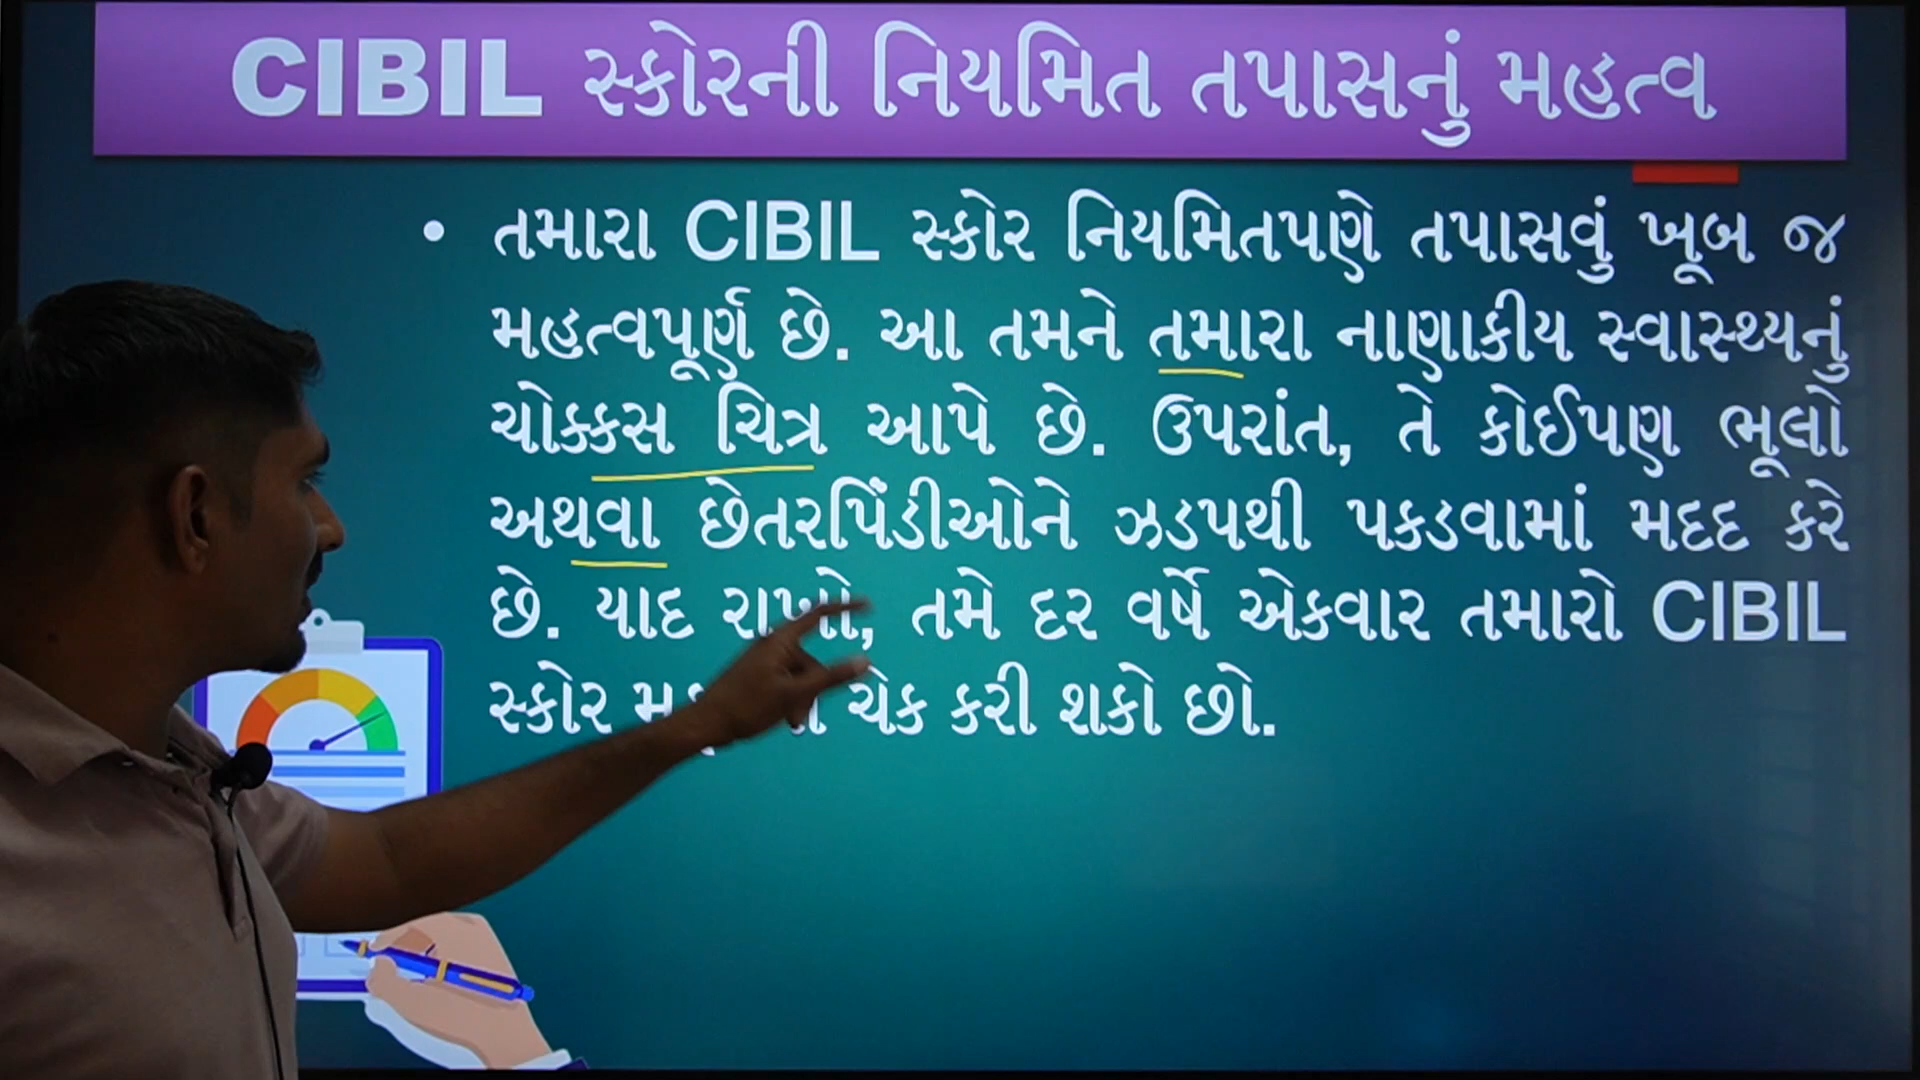 CIBIL સ્કોરની નિયમિત તપાસનું મહત્વ
• તમારા CIBIL સ્કોર નિયમિતપણે તપાસવું ખૂબ જ
મહત્વપૂર્ણ છે. આ તમને તમારા નાણાકીય સ્વાસ્થ્યનું
ચોક્કસ ચિત્ર આપે છે. ઉપરાંત, તે કોઈપણ ભૂલો
અથવા છેતરપિંડીઓને ઝડપથી પકડવામાં મદદ કરે
છે. યાદ રાખો, તમે દર વર્ષે એકવાર તમારો CIBIL
સ્કોર ચેક કરી શકો છો.